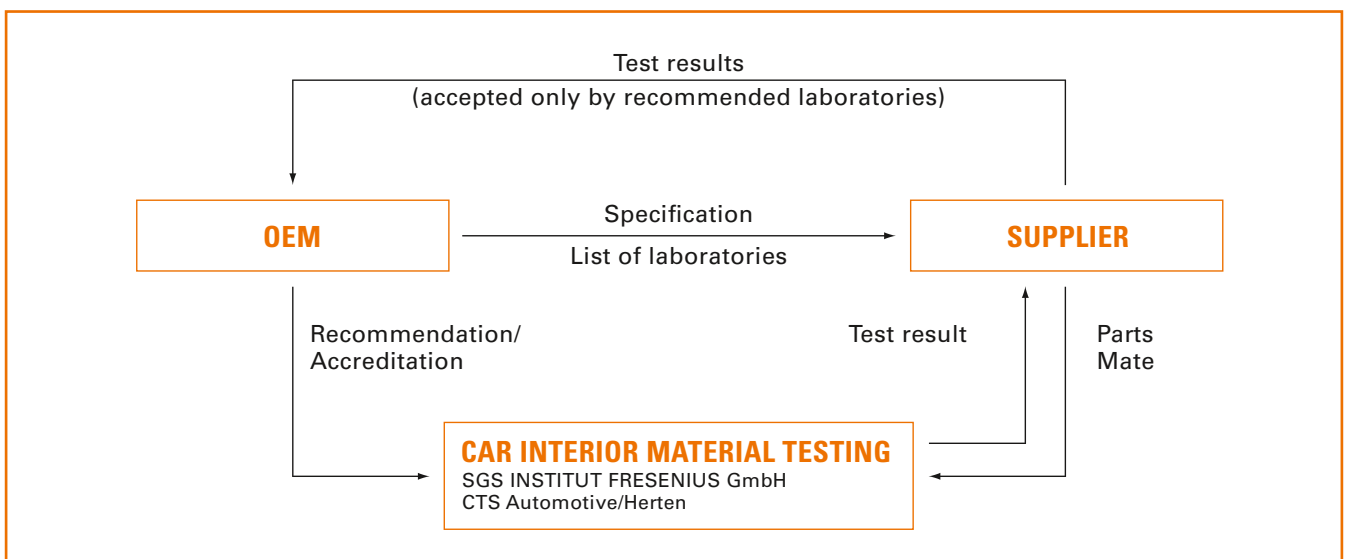 Test results
(accepted only by recommended laboratories)
OEM
Specification
List of laboratories
SUPPLIER
Recommendation/
Accreditation
Test result
Parts
Mate
CAR INTERIOR MATERIAL TESTING
SGS INSTITUT FRESENIUS GmbH
CTS Automotive/Herten